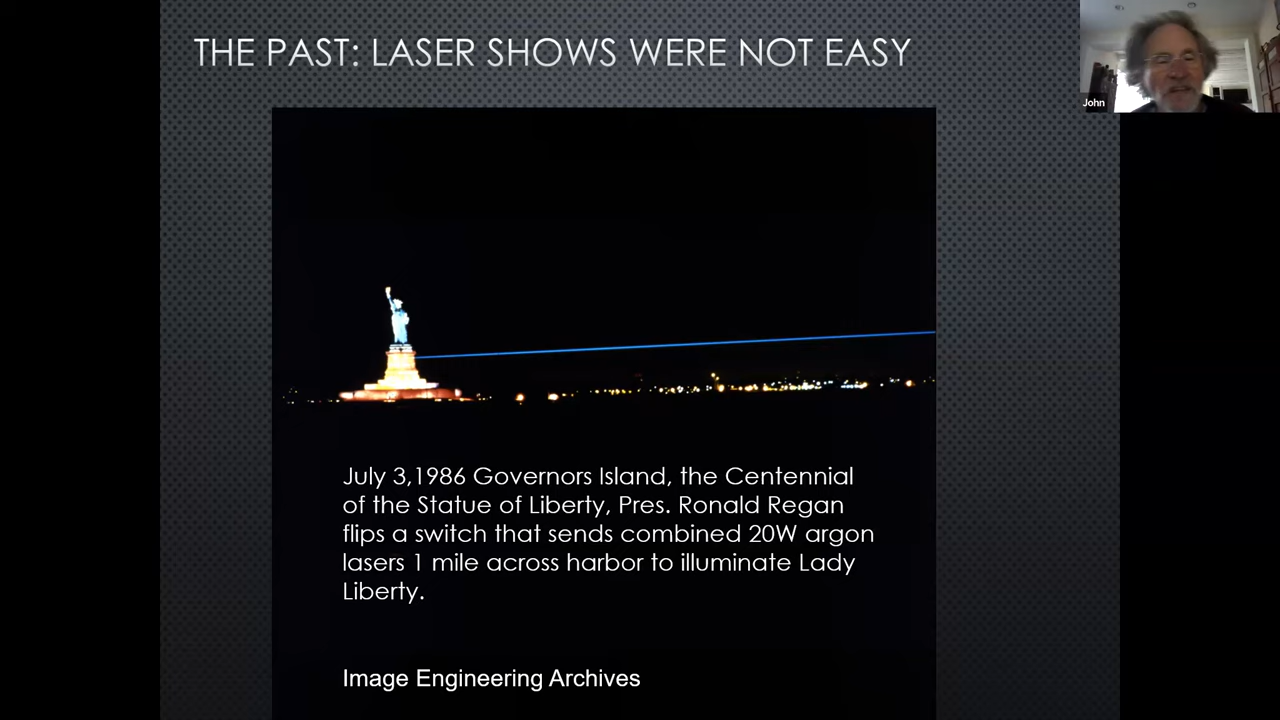 THE PAST: LASER SHOWS WERE NOT EASY
John
July 3,1986 Governors Island, the Centennial
of the Statue of Liberty, Pres. Ronald Regan
flips a switch that sends combined 20W argon
lasers 1 mile across harbor to illuminate Lady
Liberty.
Image Engineering Archives